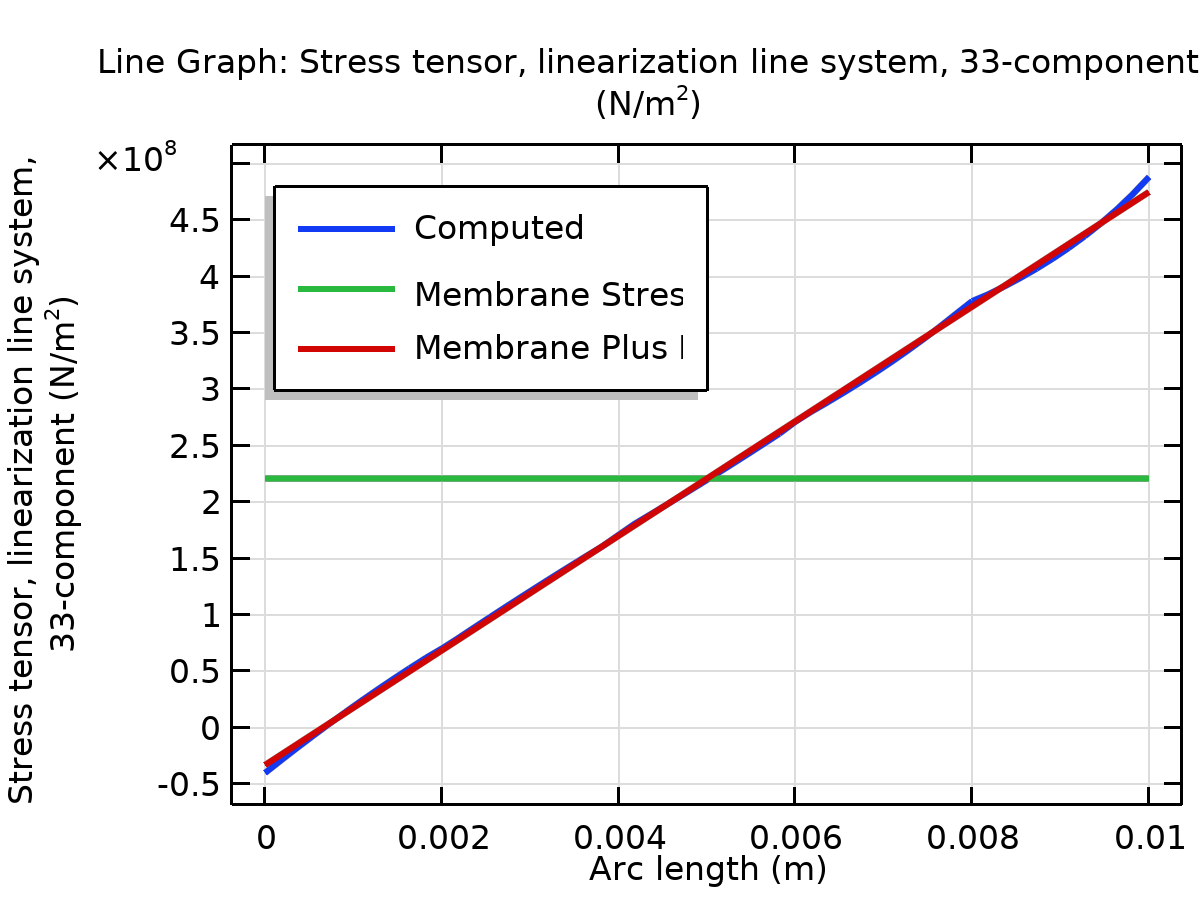 Line Graph: Stress tensor, linearization line system, 33-component
(N/m²)
×10⁸
Stress tensor, linearization line system,
33-component (N/m²)
4.5
4
3.5
3
2.5
2
1.5
1
0.5
0
-0.5
Computed
Membrane Stres
Membrane Plus
0 0.002 0.004 0.006 0.008 0.01
Arc length (m)